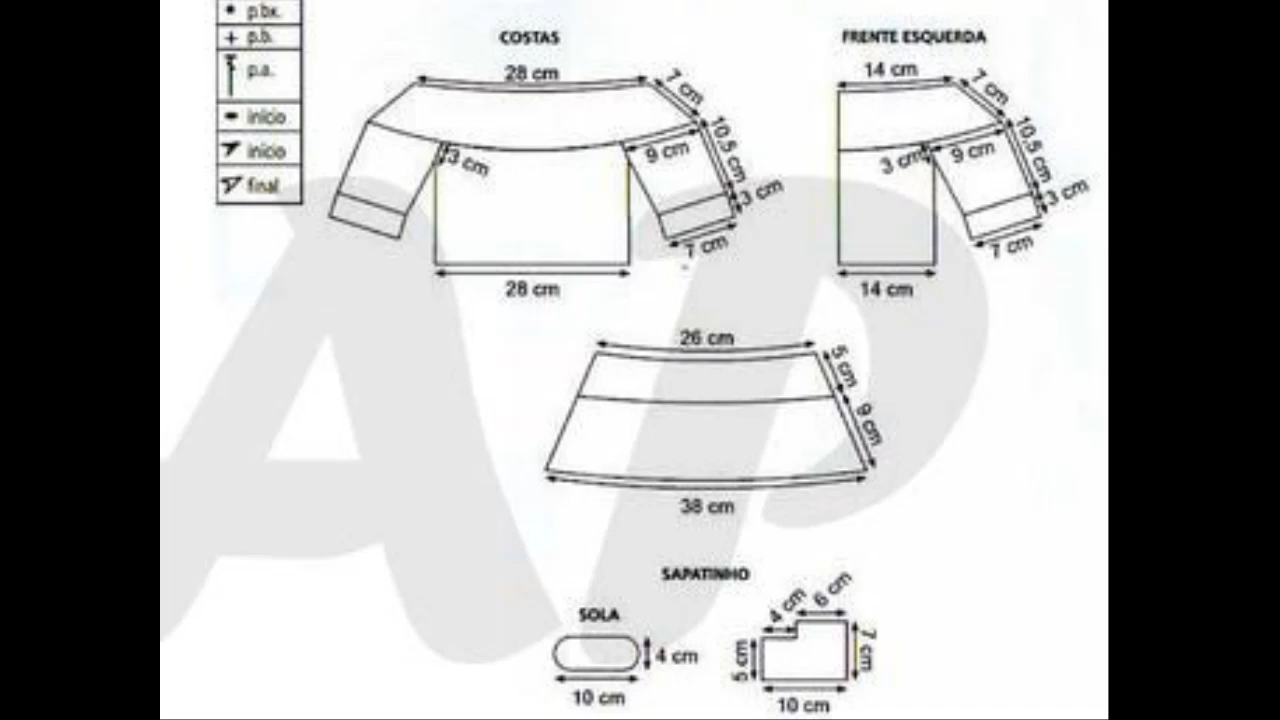 p.bx.
p.b.
p.a.
início
início
final
COSTAS
28 cm
7 cm
10,5 cm
9 cm
3 cm
3 cm
7 cm
28 cm
FRENTE ESQUERDA
14 cm
7 cm
10,5 cm
3 cm
9 cm
3 cm
7 cm
14 cm
26 cm
5 cm
9 cm
38 cm
SAPATINHO
SOLA
4 cm
10 cm
4 cm
6 cm
5 cm
7 cm
10 cm
AP